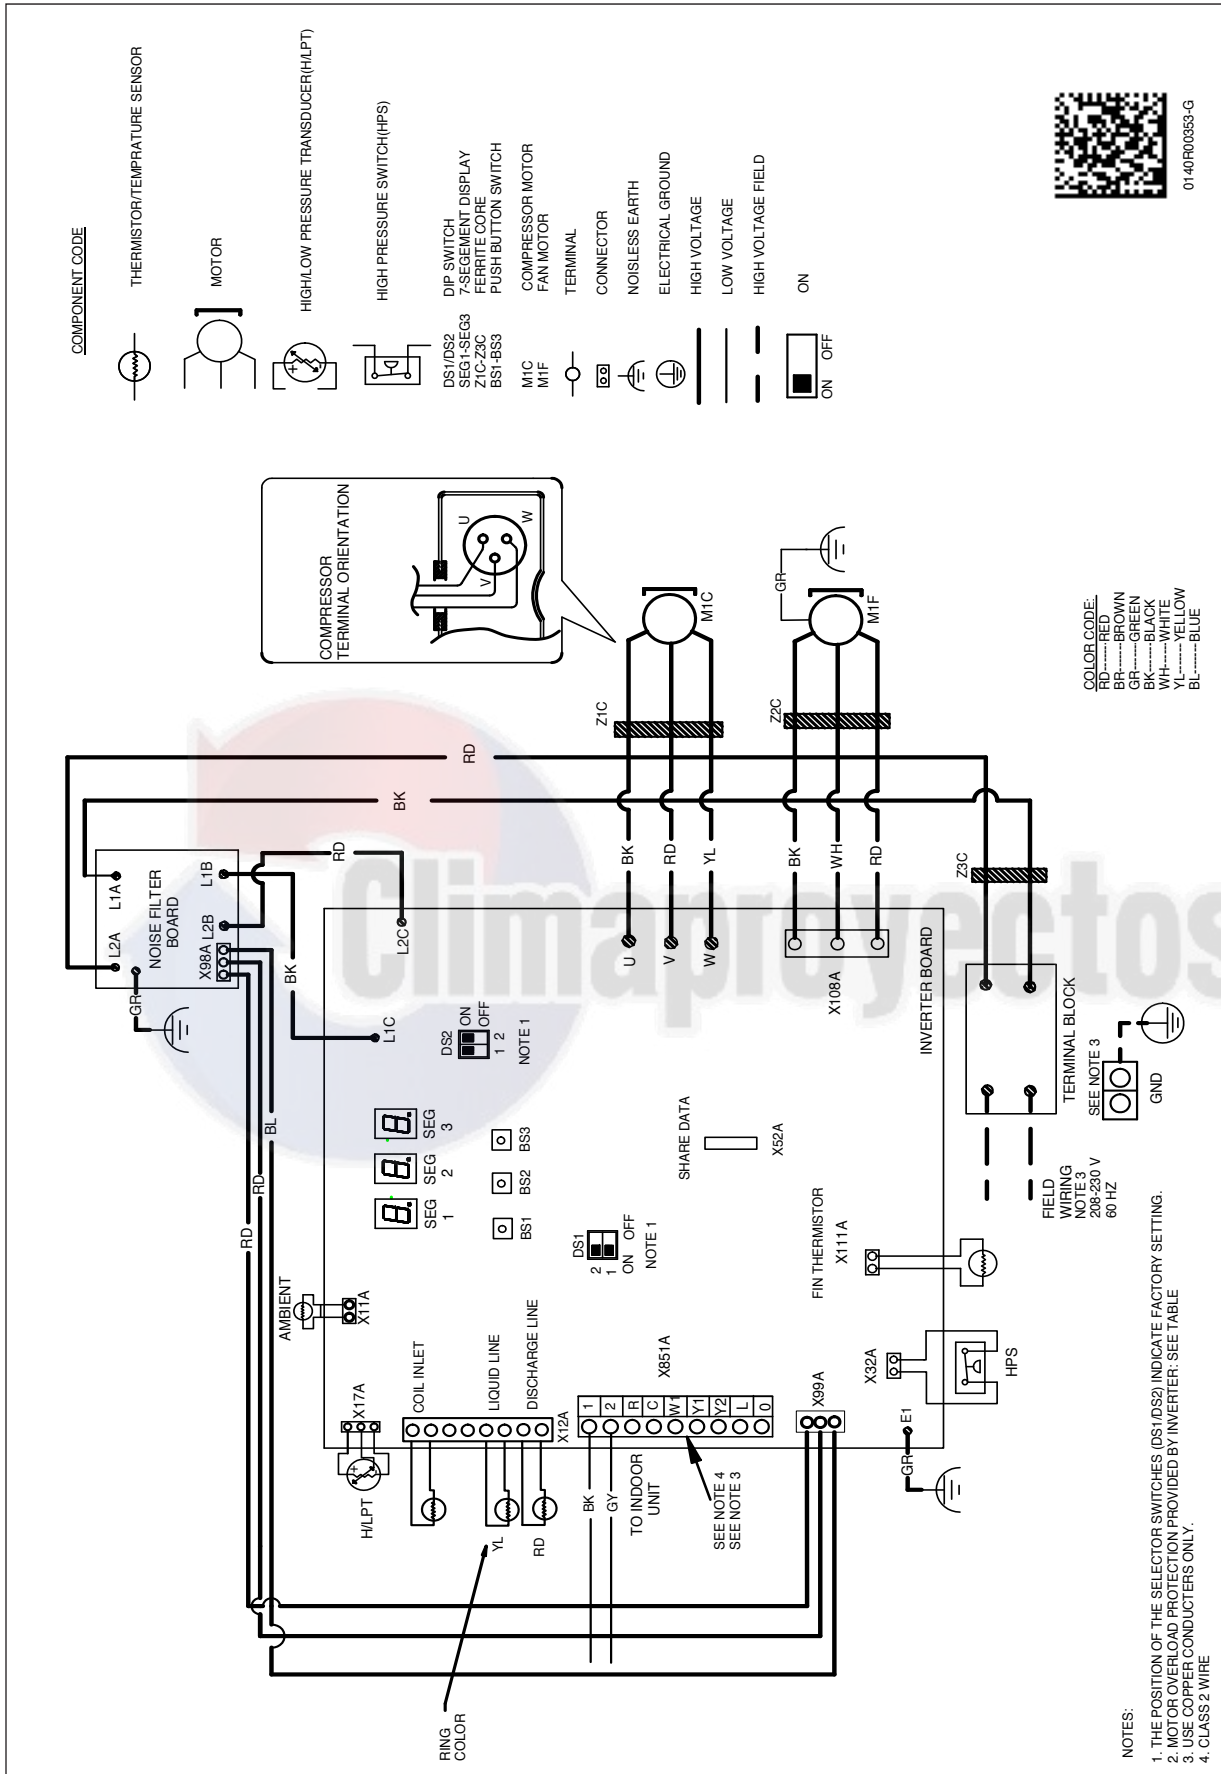 COMPONENT CODE
THERMISTOR/TEMPRATURE SENSOR
MOTOR
HIGH/LOW PRESSURE TRANSDUCER(H/LPT)
HIGH PRESSURE SWITCH(HPS)
DS1/DS2 DIP SWITCH
SEG1-SEG3 7-SEGEMENT DISPLAY
Z1C-Z3C FERRITE CORE
BS1-BS3 PUSH BUTTON SWITCH
M1C COMPRESSOR MOTOR
M1F FAN MOTOR
TERMINAL
CONNECTOR
NOISLESS EARTH
ELECTRICAL GROUND
HIGH VOLTAGE
LOW VOLTAGE
HIGH VOLTAGE FIELD
ON OFF
ON
0140R00353-G
COMPRESSOR
TERMINAL ORIENTATION
U
V
W
M1C
Z1C
BK
RD
YL
U
V
W
GR
M1F
Z2C
BK
WH
RD
X108A
RD
BK
NOISE FILTER
BOARD
L2A
L1A
X98A
L2B
L1B
GR
RD
BK
L2C
L1C
RD
RD
BL
DS2
ON
OFF
1 2
NOTE 1
SEG
1
SEG
2
SEG
3
BS1
BS2
BS3
SHARE DATA
X52A
DS1
2
1
ON OFF
NOTE 1
FIN THERMISTOR
X111A
AMBIENT
X11A
X17A
H/LPT
COIL INLET
LIQUID LINE
DISCHARGE LINE
X12A
YL
RD
RING
COLOR
X851A
1
2
R
C
W1
Y1
Y2
L
0
BK
GY
TO INDOOR
UNIT
SEE NOTE 4
SEE NOTE 3
X99A
X32A
HPS
E1
GR
INVERTER BOARD
Z3C
TERMINAL BLOCK
SEE NOTE 3
GND
FIELD
WIRING
NOTE 3
208-230 V
60 HZ
COLOR CODE:
RD-------RED
BR-------BROWN
GR-------GREEN
BK-------BLACK
WH-------WHITE
YL-------YELLOW
BL-------BLUE
NOTES:
1. THE POSITION OF THE SELECTOR SWITCHES (DS1/DS2) INDICATE FACTORY SETTING.
2. MOTOR OVERLOAD PROTECTION PROVIDED BY INVERTER: SEE TABLE
3. USE COPPER CONDUCTERS ONLY.
4. CLASS 2 WIRE
Climaproyectos